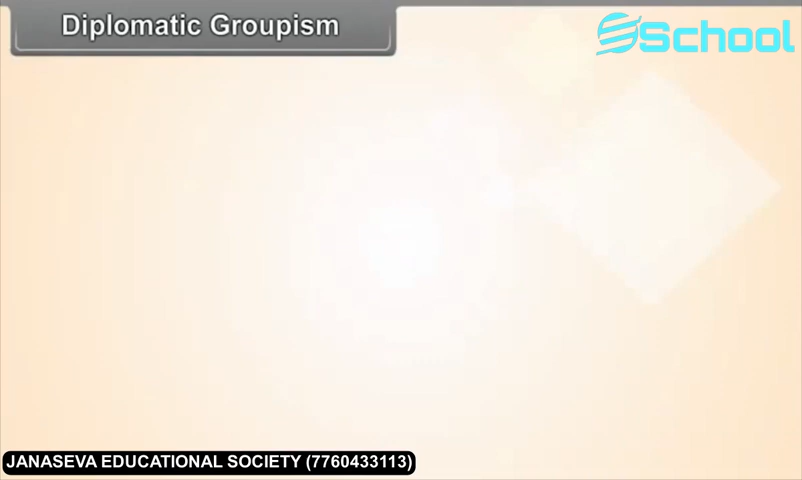 Diplomatic Groupism
School
JANASEVA EDUCATIONAL SOCIETY (7760433113)